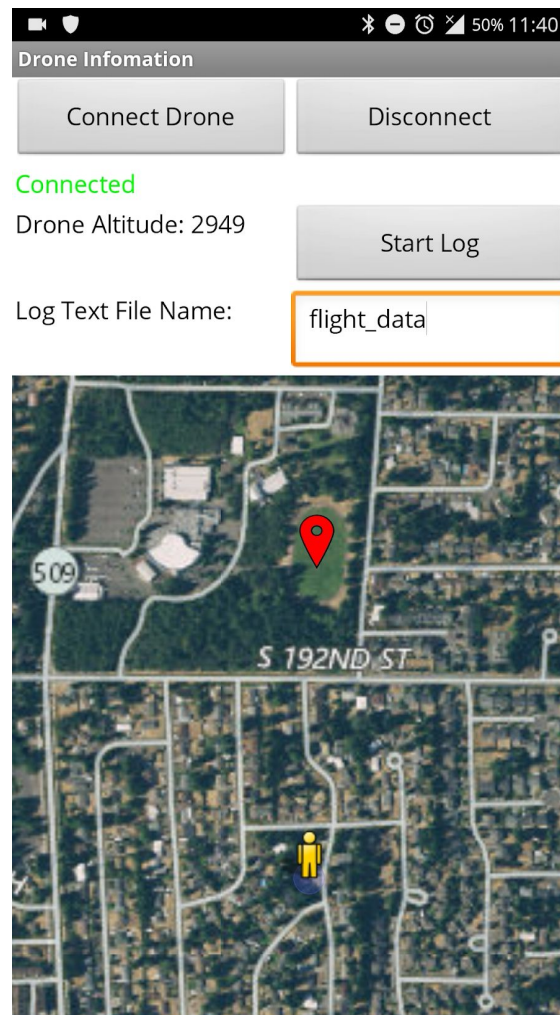 50% 11:40
Drone Infomation
Connect Drone
Disconnect
Connected
Drone Altitude: 2949
Start Log
Log Text File Name:
flight_data
509
S 192ND ST